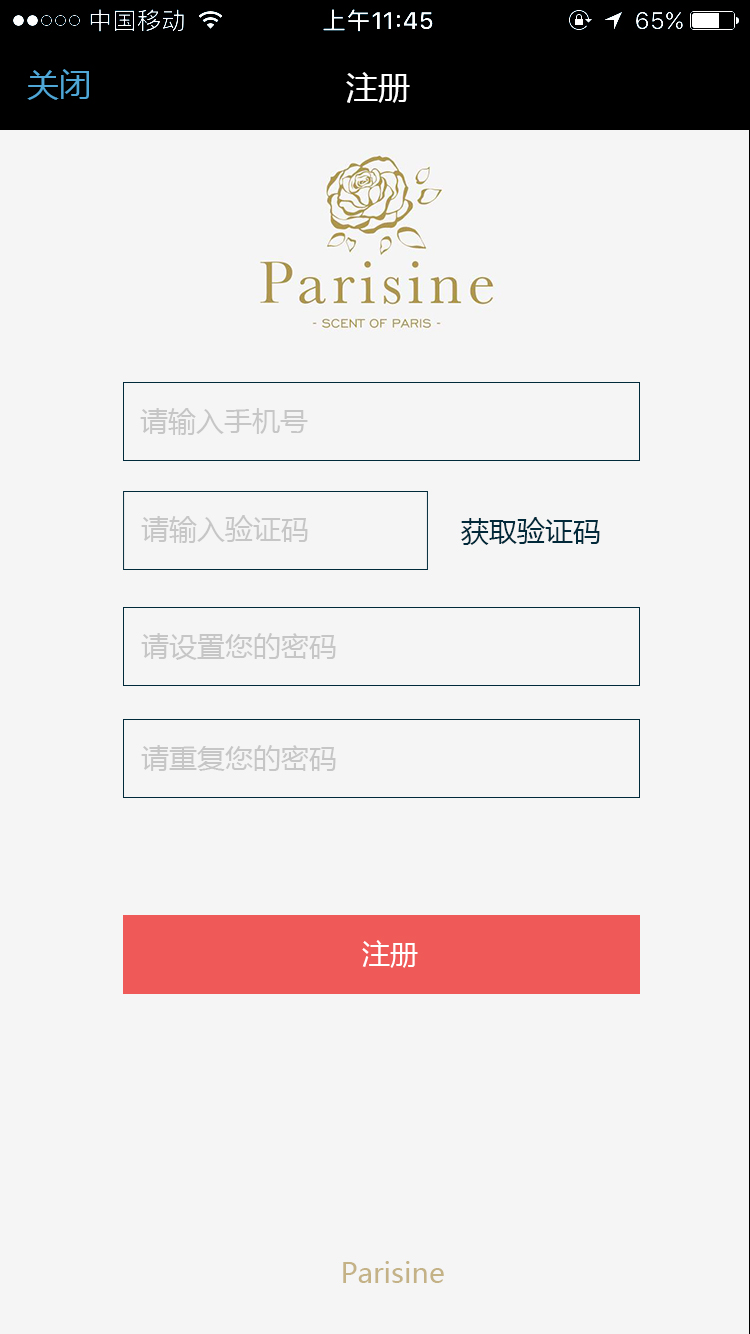 中国移动 上午11:45 65%
关闭 注册
Parisine
- SCENT OF PARIS -
请输入手机号
请输入验证码 获取验证码
请设置您的密码
请重复您的密码
注册
Parisine